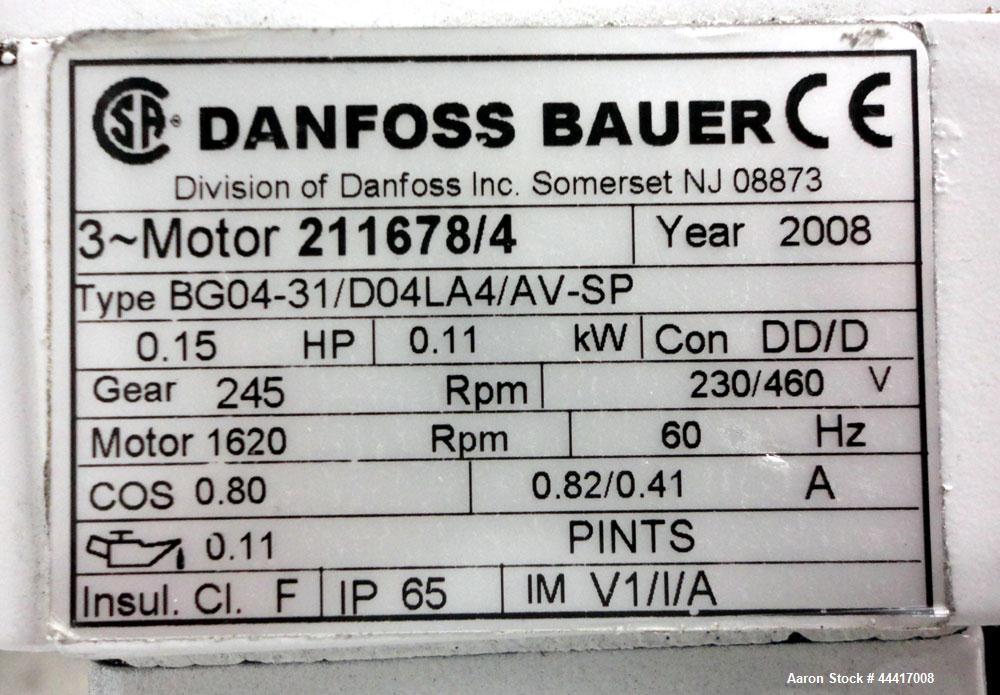 CSA® DANFOSS BAUER CE
Division of Danfoss Inc. Somerset NJ 08873
3~Motor 211678/4 Year 2008
Type BG04-31/D04LA4/AV-SP
0.15 HP 0.11 kW Con DD/D
Gear 245 Rpm 230/460 V
Motor 1620 Rpm 60 Hz
COS 0.80 0.82/0.41 A
0.11 PINTS
Insul. Cl. F IP 65 IM V1/I/A
Aaron Stock # 44417008